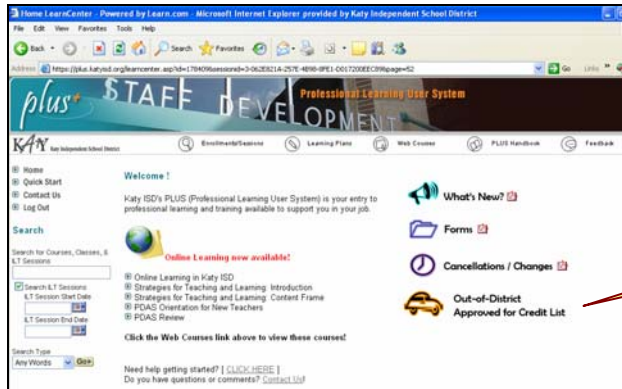 Home LearnCenter - Powered by Learn.com - Microsoft Internet Explorer provided by Katy Independent School District
File Edit View Favorites Tools Help
Back Search Favorites
Address Go Links
plus+ STAFF DEVELOPMENT Professional Learning User System
KATY Katy Independent School District Enrollments/Sessions Learning Plans Web Courses PLUS Handbook Feedback
Home
Quick Start
Contact Us
Log Out
Search
Search for Courses, Classes, &
ILT Sessions
Search ILT Sessions
ILT Session Start Date
ILT Session End Date
Search Type
Any Words Go
Welcome !
Katy ISD's PLUS (Professional Learning User System) is your entry to
professional learning and training available to support you in your job.
Online Learning now available!
Online Learning in Katy ISD
Strategies for Teaching and Learning: Introduction
Strategies for Teaching and Learning: Content Frame
PDAS Orientation for New Teachers
PDAS Review
Click the Web Courses link above to view these courses!
Need help getting started? [ CLICK HERE ]
Do you have questions or comments? Contact Us!
What's New?
Forms
Cancellations / Changes
Out-of-District
Approved for Credit List